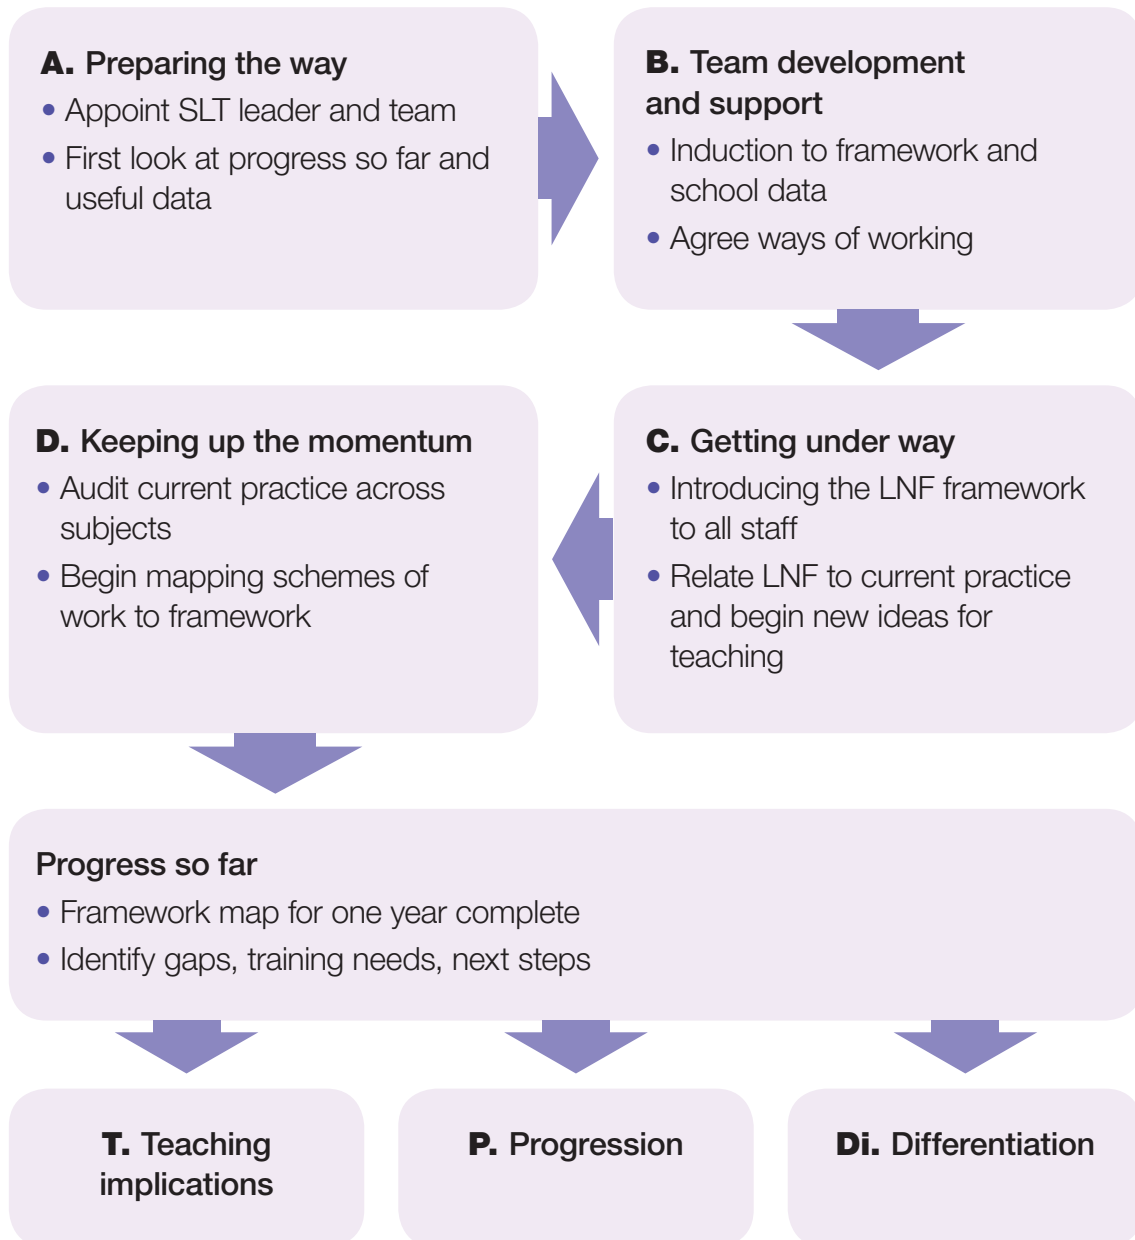 A. Preparing the way
• Appoint SLT leader and team
• First look at progress so far and
useful data
B. Team development
and support
• Induction to framework and
school data
• Agree ways of working
C. Getting under way
• Introducing the LNF framework
to all staff
• Relate LNF to current practice
and begin new ideas for
teaching
D. Keeping up the momentum
• Audit current practice across
subjects
• Begin mapping schemes of
work to framework
Progress so far
• Framework map for one year complete
• Identify gaps, training needs, next steps
T. Teaching
implications
P. Progression
Di. Differentiation